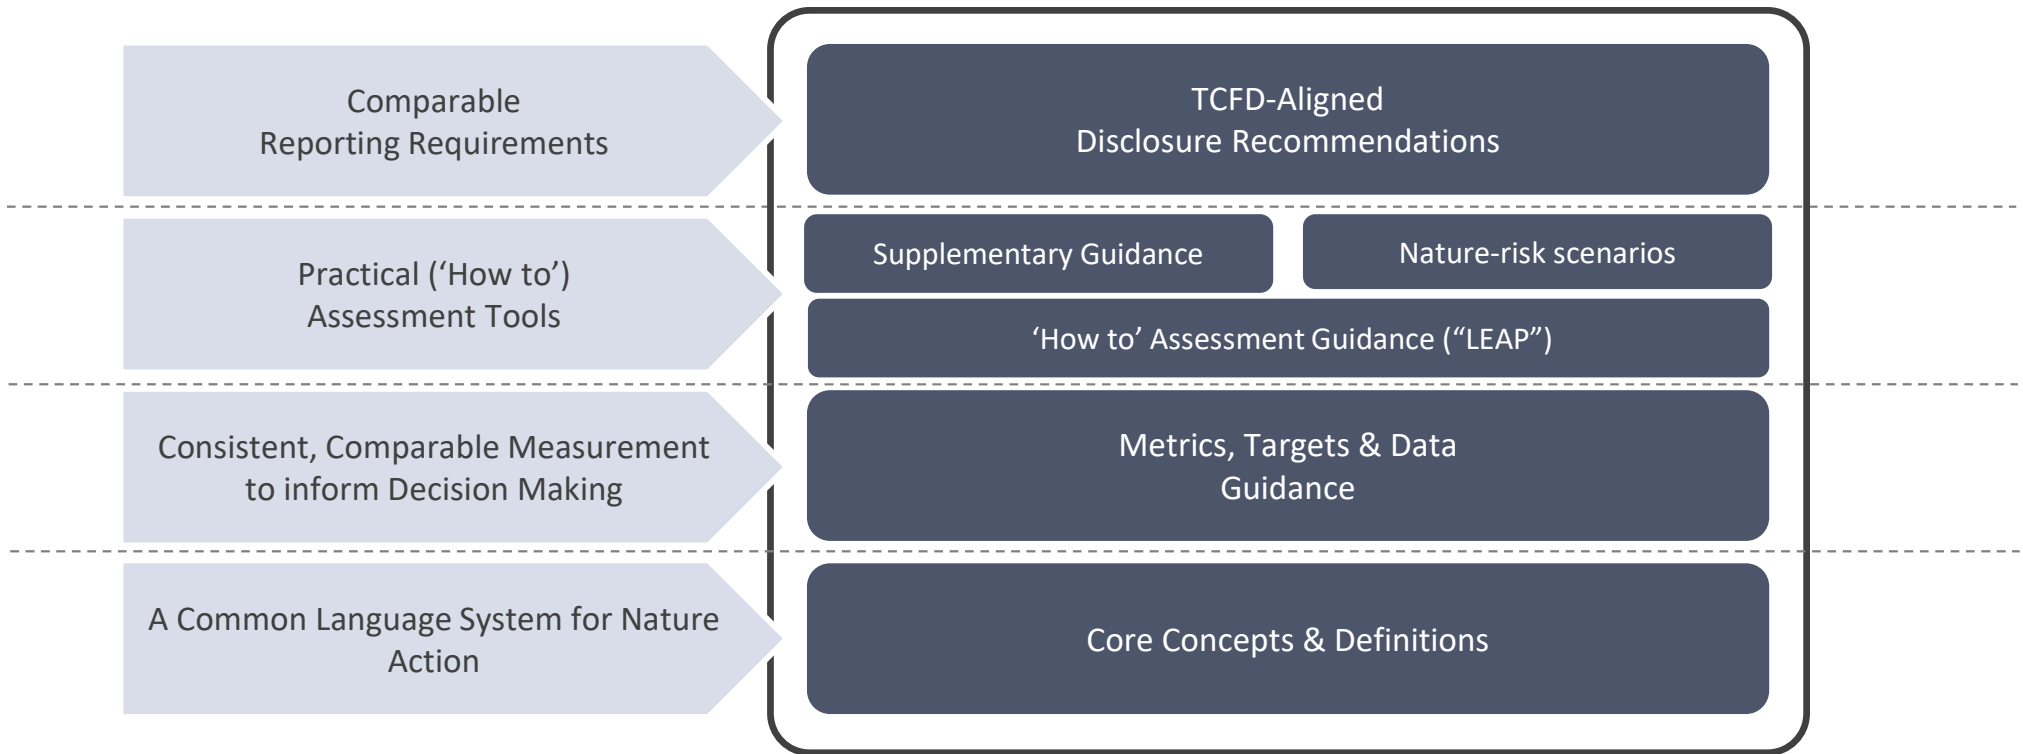 Comparable
Reporting Requirements
TCFD-Aligned
Disclosure Recommendations
Practical (‘How to’)
Assessment Tools
Supplementary Guidance
Nature-risk scenarios
‘How to’ Assessment Guidance (“LEAP”)
Consistent, Comparable Measurement
to inform Decision Making
Metrics, Targets & Data
Guidance
A Common Language System for Nature
Action
Core Concepts & Definitions